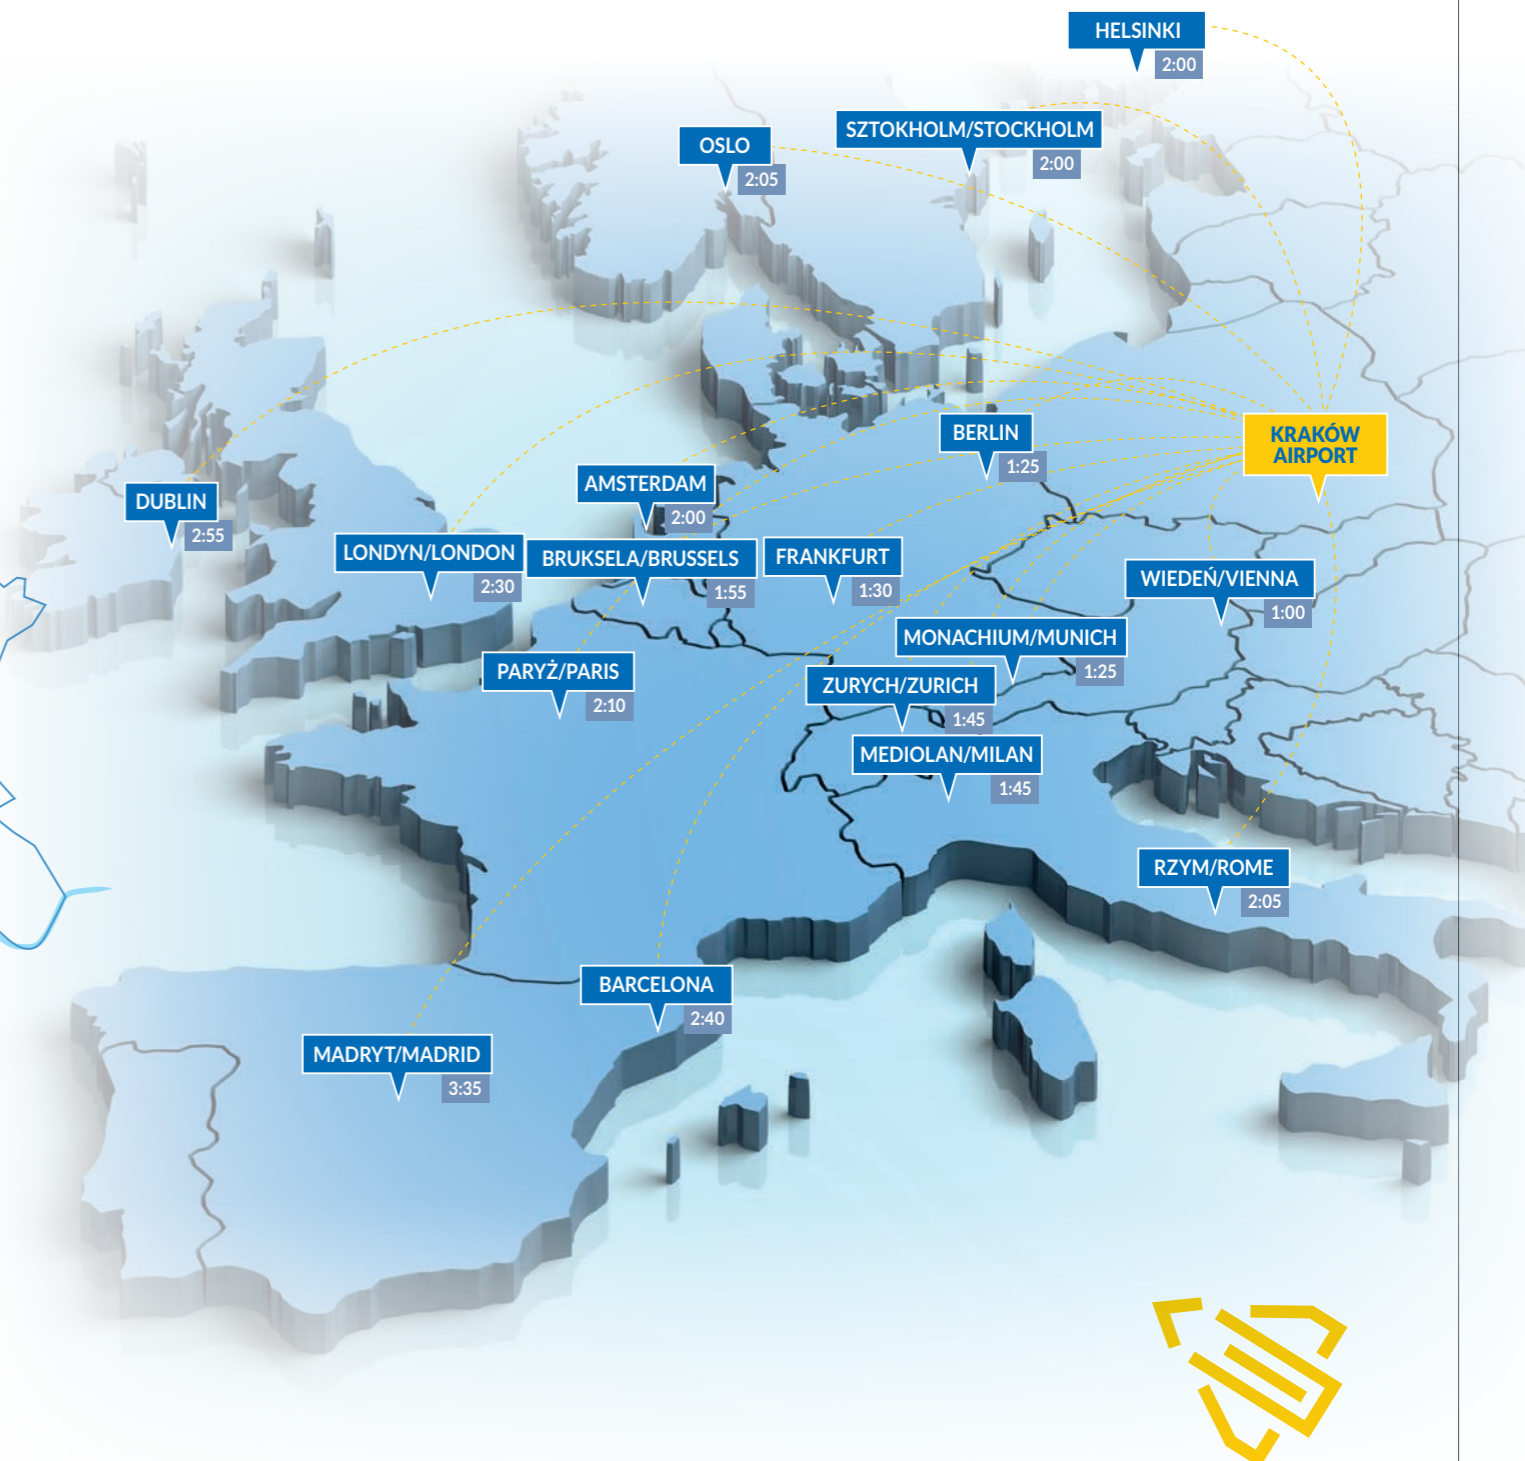 HELSINKI
2:00
SZTOKHOLM/STOCKHOLM
2:00
OSLO
2:05
KRAKÓW
AIRPORT
BERLIN
1:25
AMSTERDAM
2:00
DUBLIN
2:55
LONDYN/LONDON
2:30
BRUKSELA/BRUSSELS
1:55
FRANKFURT
1:30
WIEDEŃ/VIENNA
1:00
MONACHIUM/MUNICH
1:25
PARYŻ/PARIS
2:10
ZURYCH/ZURICH
1:45
MEDIOLAN/MILAN
1:45
RZYM/ROME
2:05
BARCELONA
2:40
MADRYT/MADRID
3:35